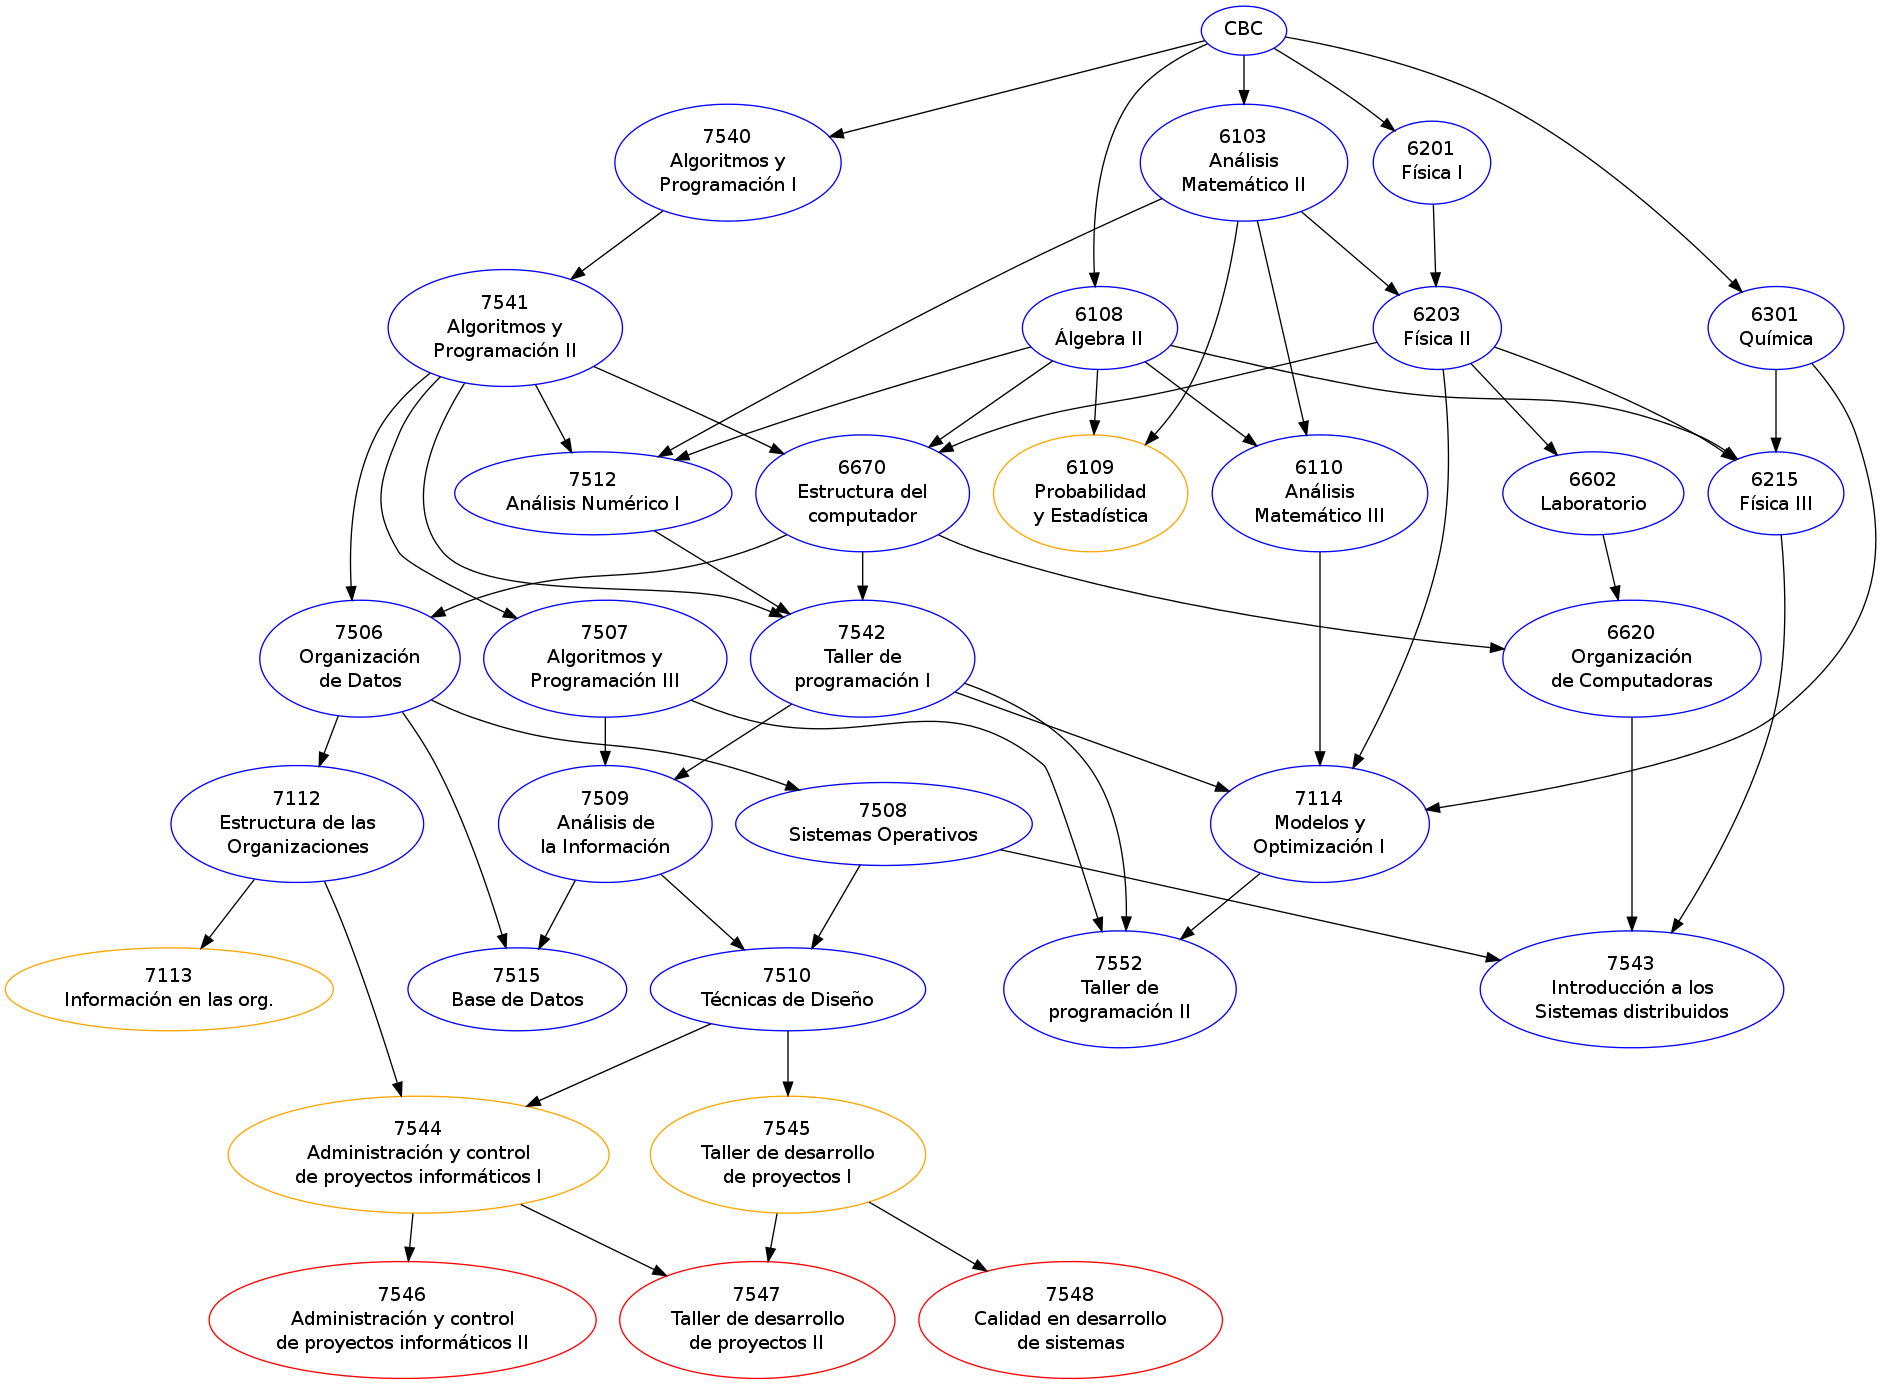 CBC
7540
Algoritmos y
Programación I
6103
Análisis
Matemático II
6201
Física I
7541
Algoritmos y
Programación II
6108
Álgebra II
6203
Física II
6301
Química
7512
Análisis Numérico I
6670
Estructura del
computador
6109
Probabilidad
y Estadística
6110
Análisis
Matemático III
6602
Laboratorio
6215
Física III
7506
Organización
de Datos
7507
Algoritmos y
Programación III
7542
Taller de
programación I
6620
Organización
de Computadoras
7112
Estructura de las
Organizaciones
7509
Análisis de
la Información
7508
Sistemas Operativos
7114
Modelos y
Optimización I
7113
Información en las org.
7515
Base de Datos
7510
Técnicas de Diseño
7552
Taller de
programación II
7543
Introducción a los
Sistemas distribuidos
7544
Administración y control
de proyectos informáticos I
7545
Taller de desarrollo
de proyectos I
7546
Administración y control
de proyectos informáticos II
7547
Taller de desarrollo
de proyectos II
7548
Calidad en desarrollo
de sistemas